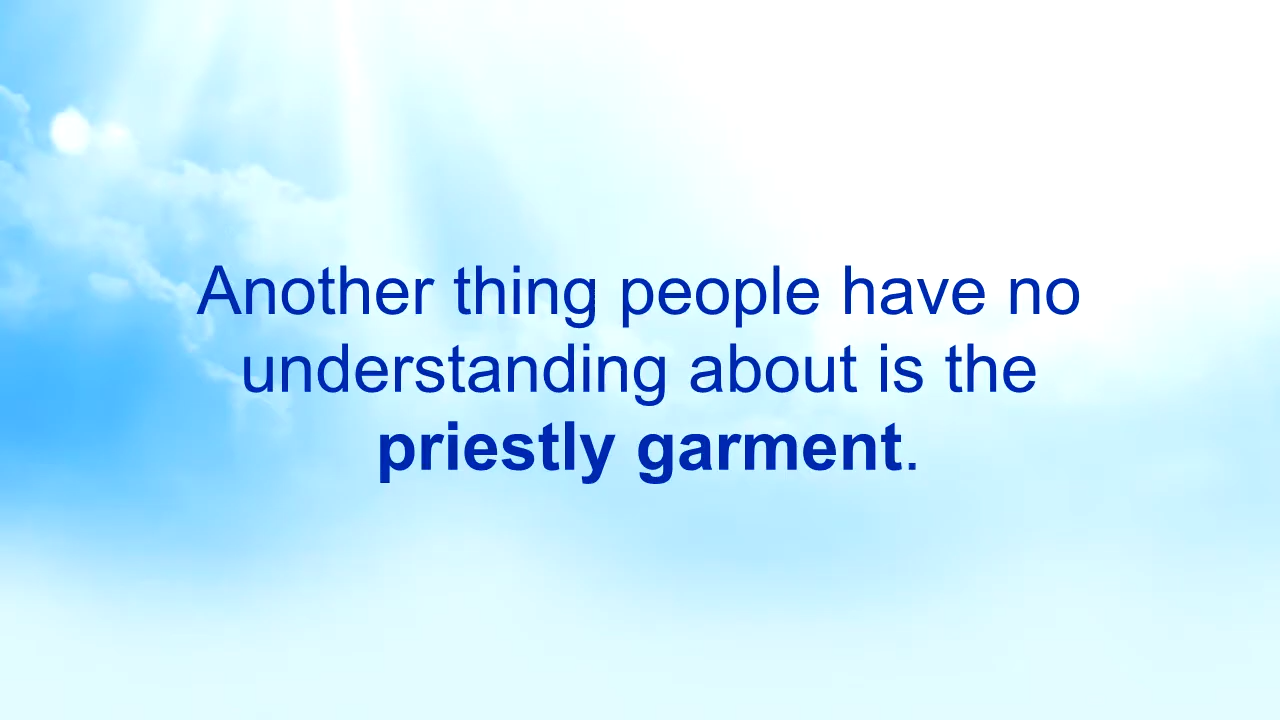 Another thing people have no
understanding about is the
priestly garment.